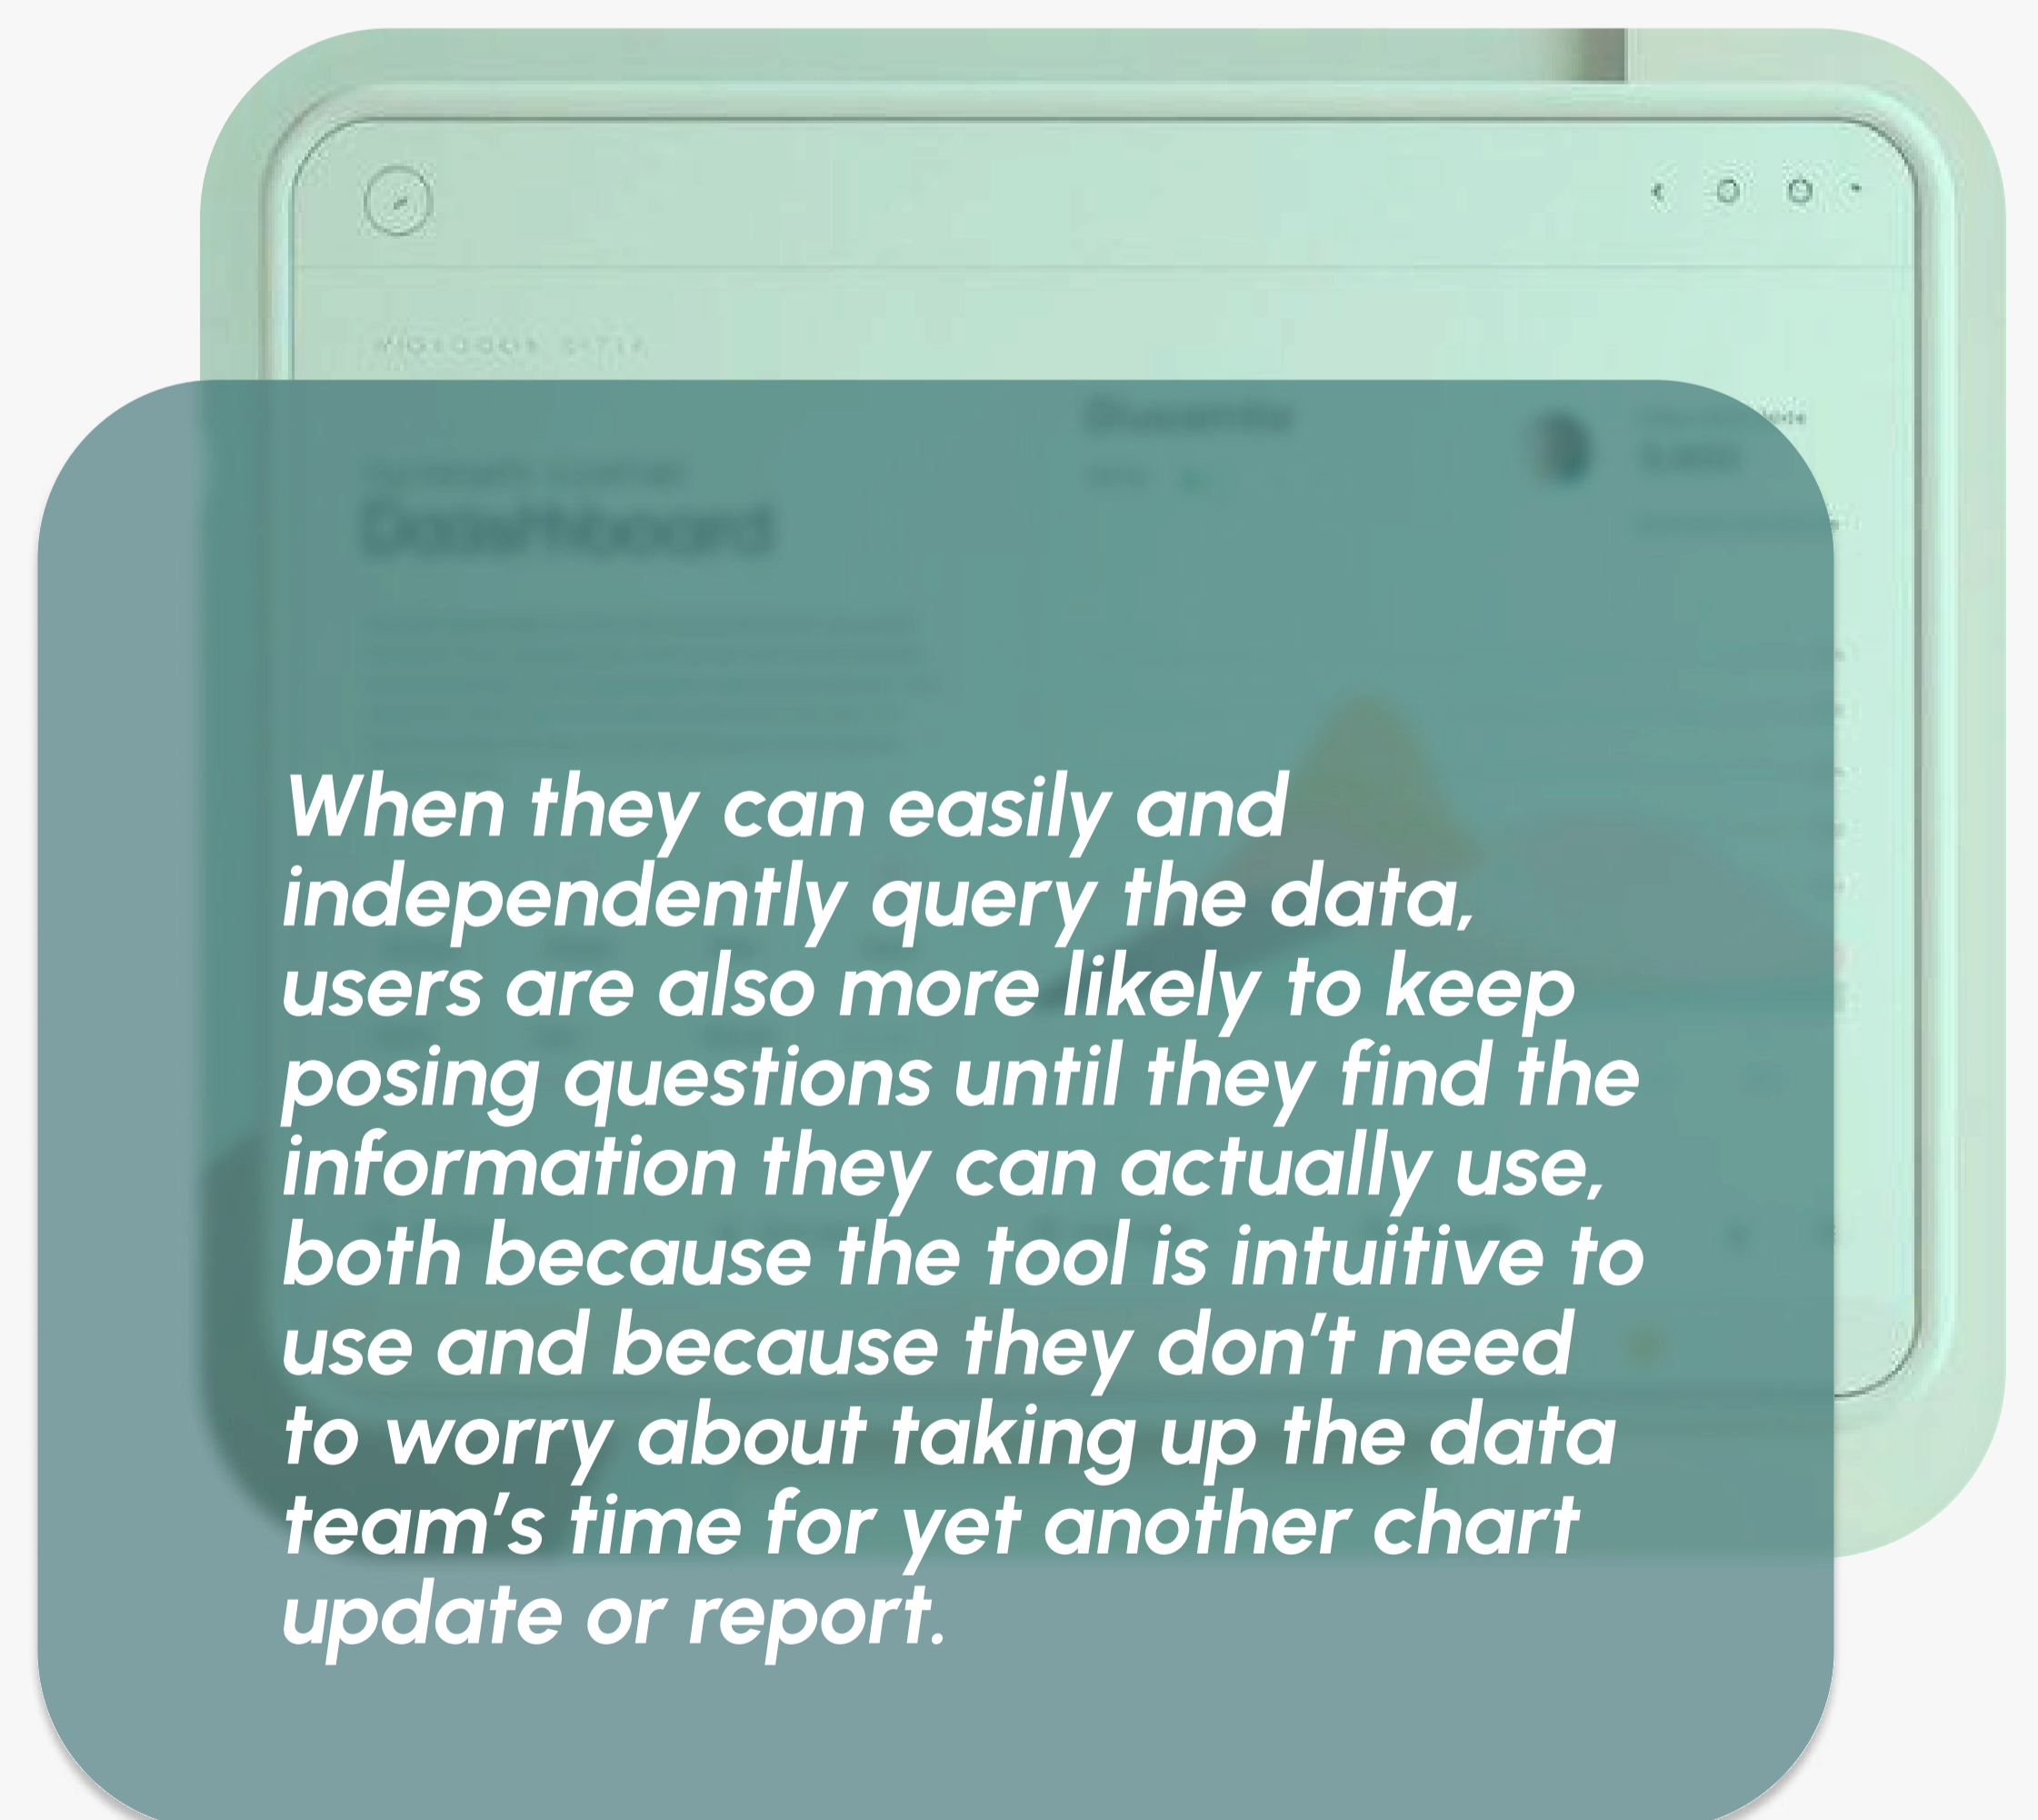 When they can easily and
independently query the data,
users are also more likely to keep
posing questions until they find the
information they can actually use,
both because the tool is intuitive to
use and because they don’t need
to worry about taking up the data
team’s time for yet another chart
update or report.